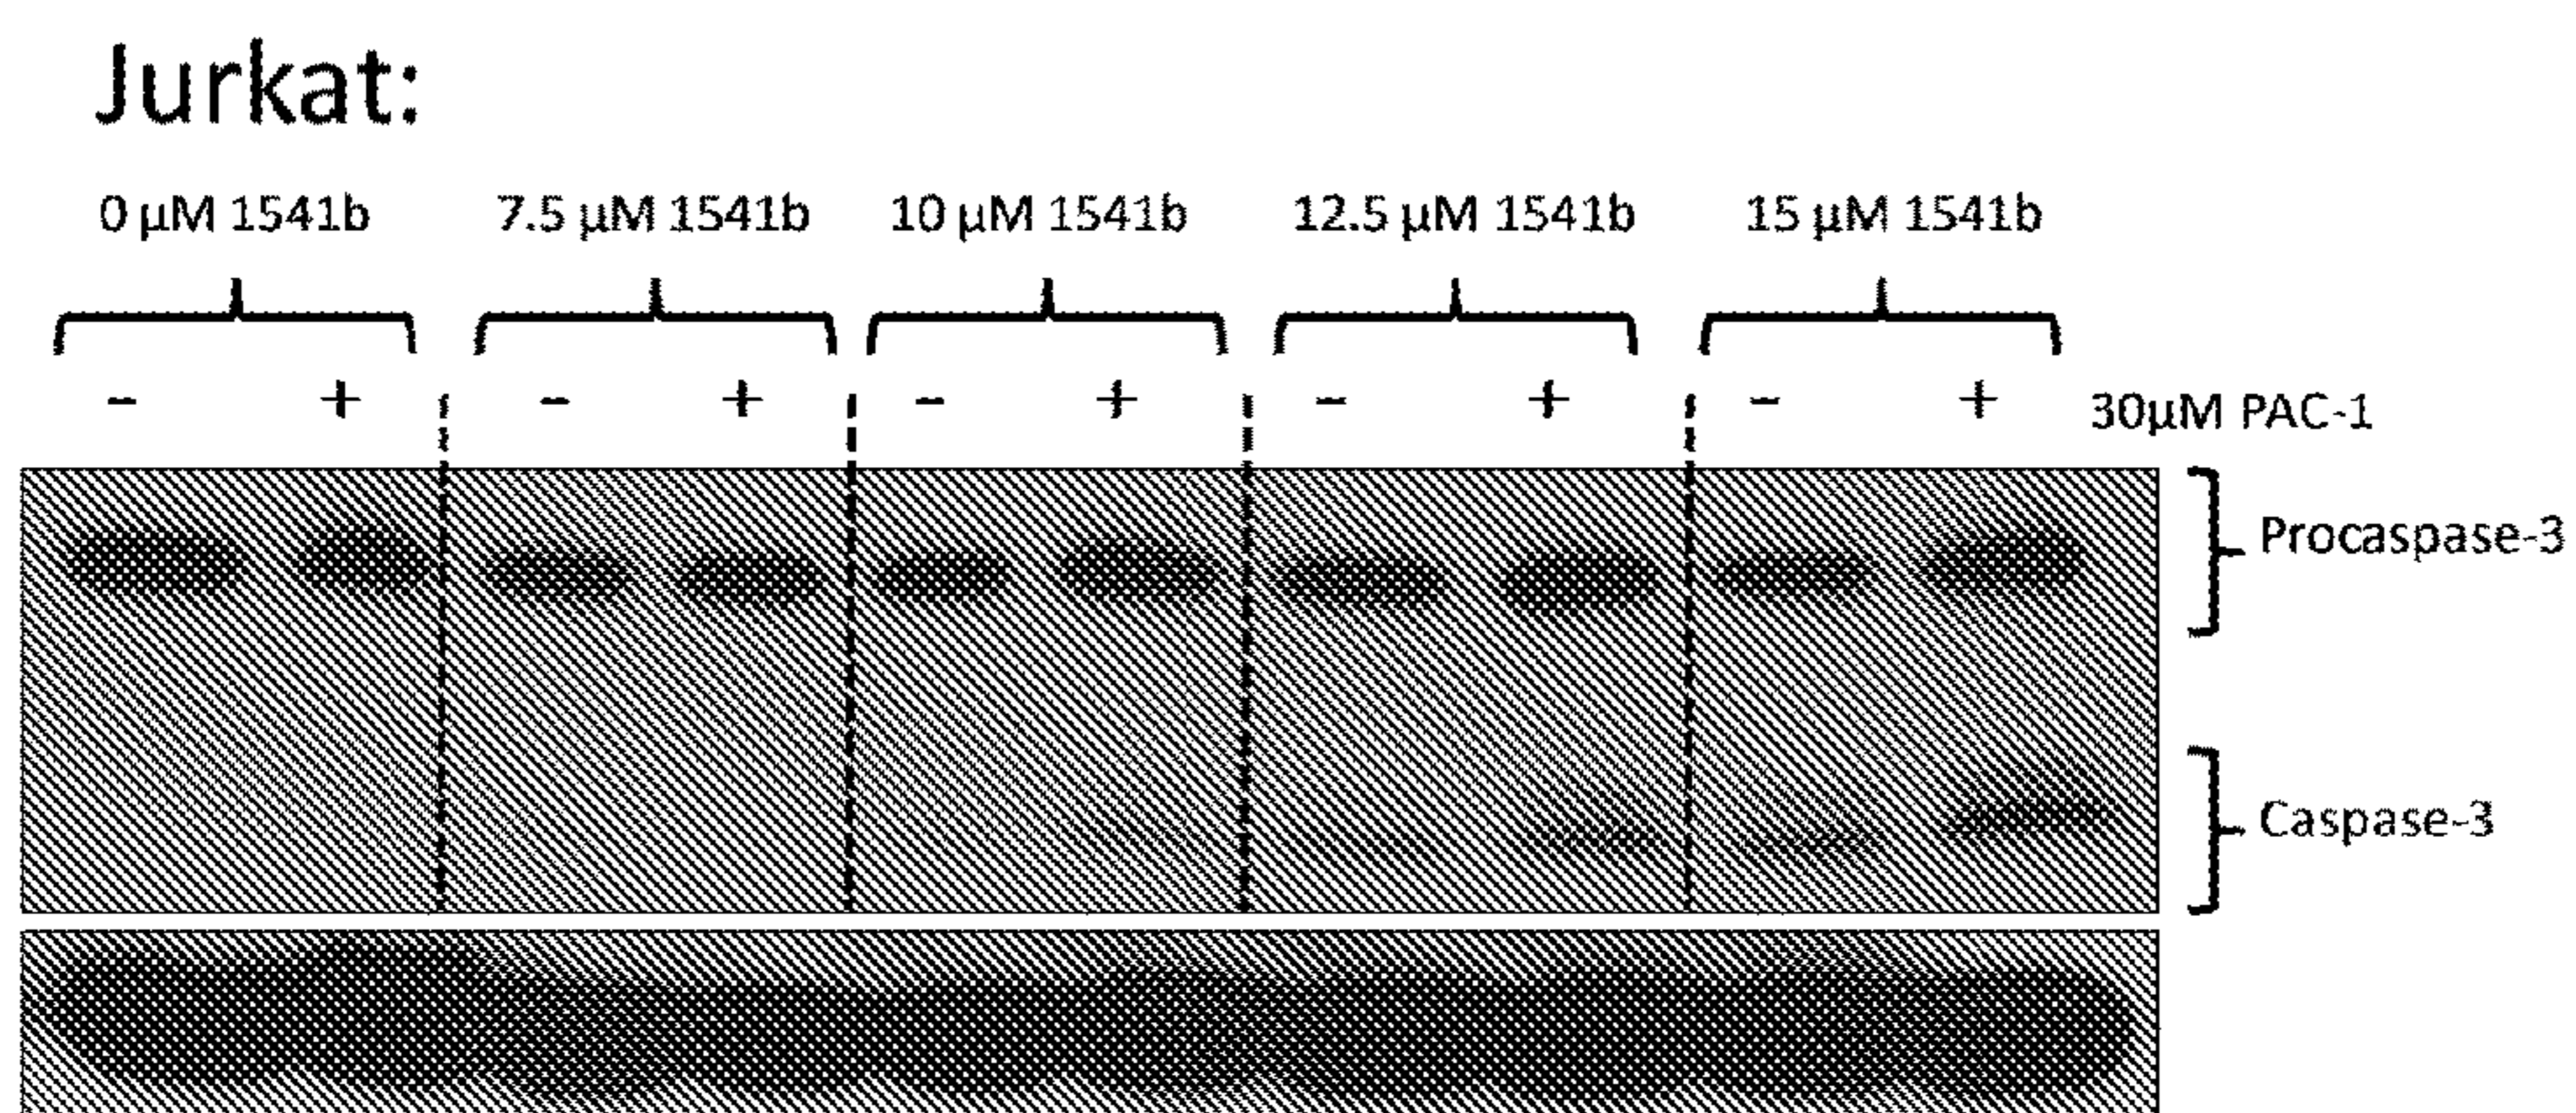 Jurkat:
0 µM 1541b 7.5 µM 1541b 10 µM 1541b 12.5 µM 1541b 15 µM 1541b
- + - + - + - + - + 30µM PAC-1
Procaspase-3
Caspase-3